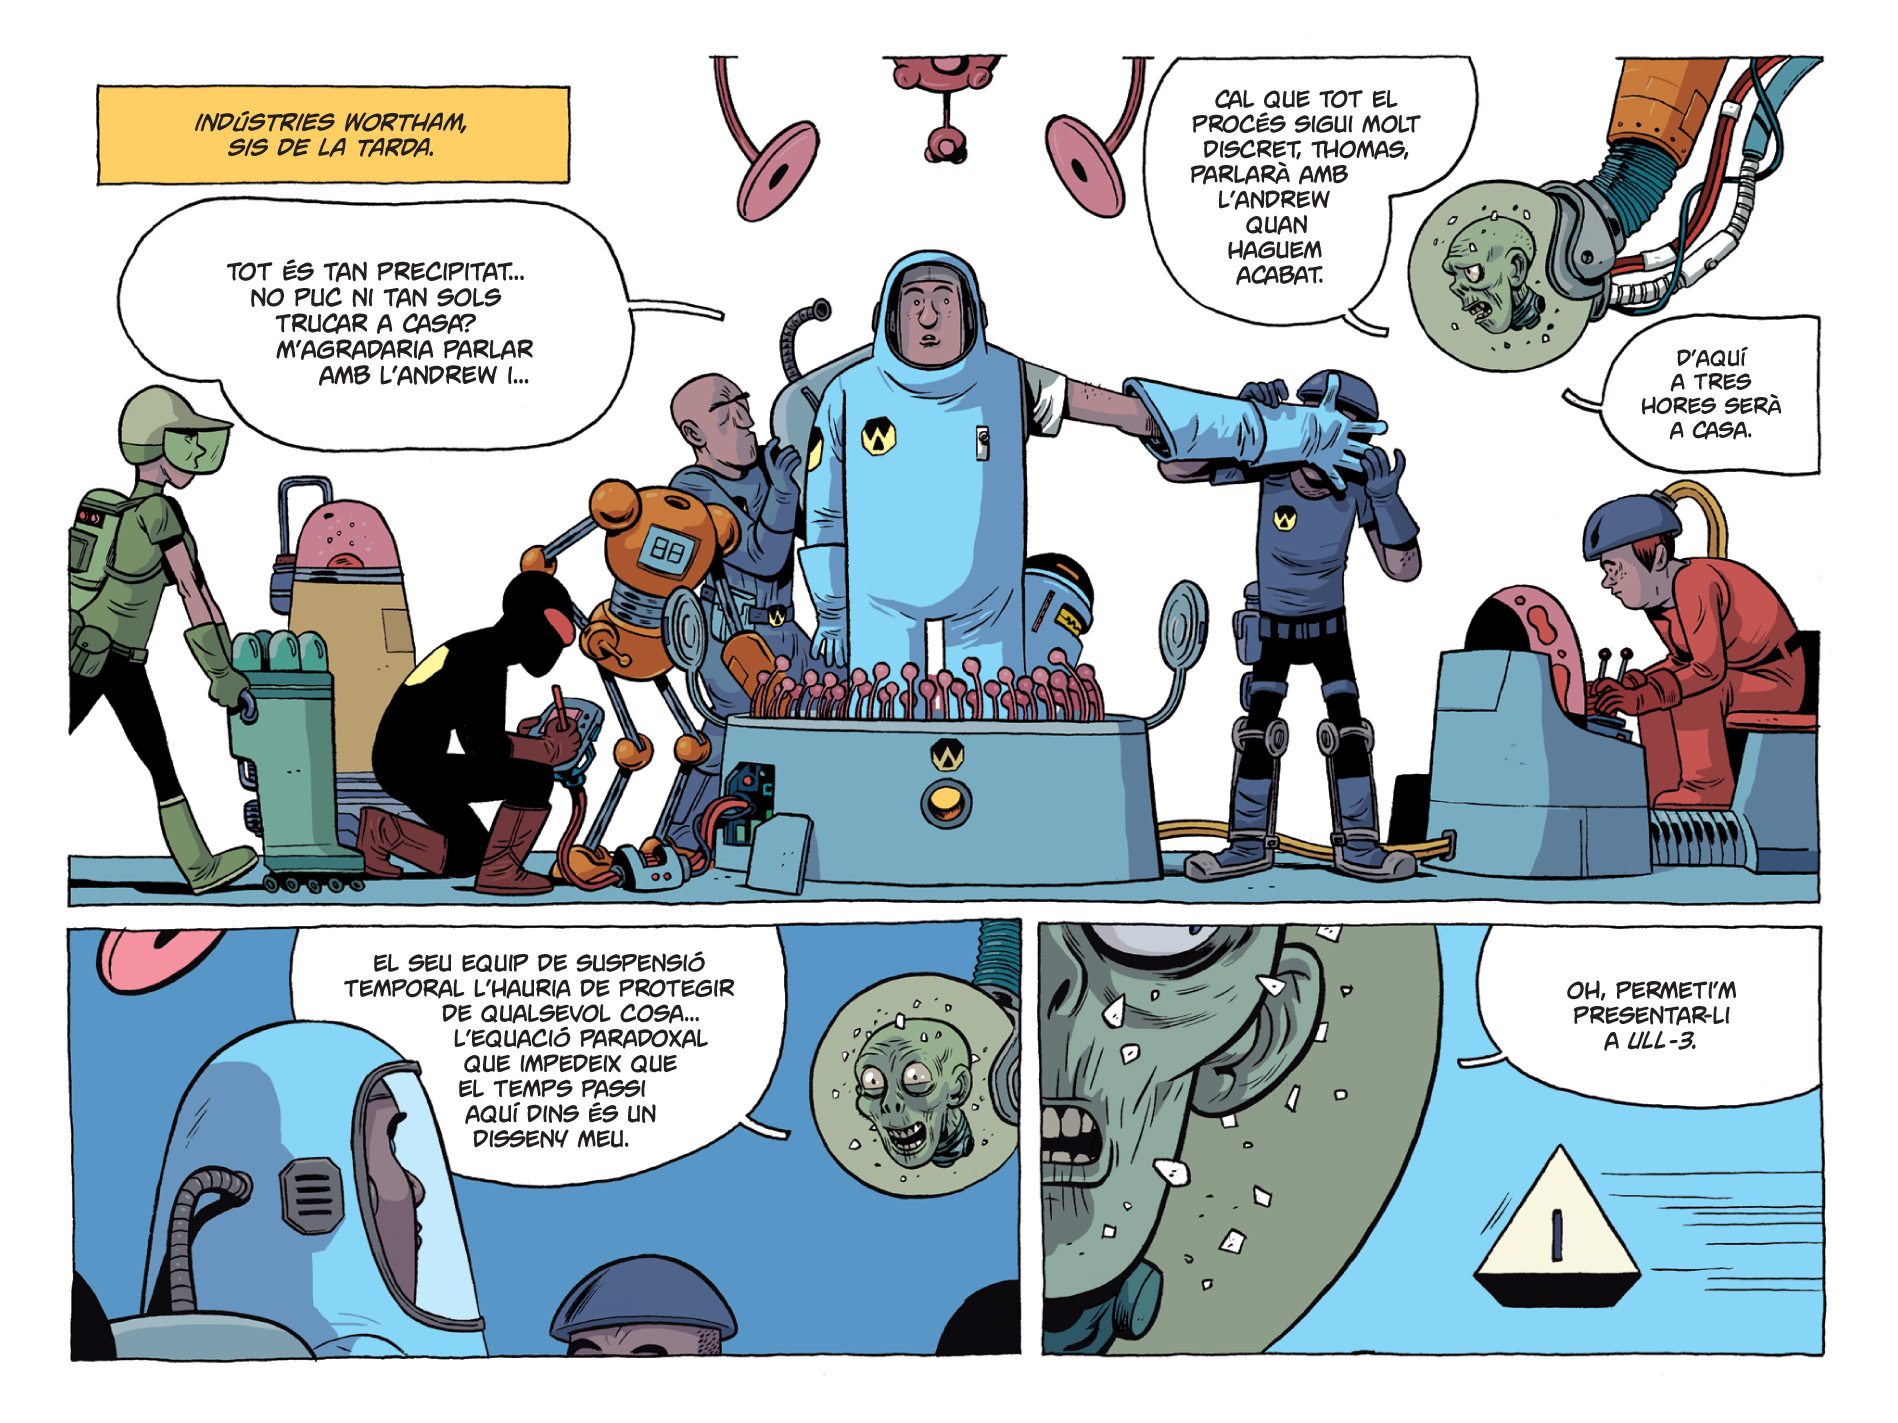 INDÚSTRIES WORTHAM,
SIS DE LA TARDA.
TOT ÉS TAN PRECIPITAT...
NO PUC NI TAN SOLS
TRUCAR A CASA?
M'AGRADARIA PARLAR
AMB L'ANDREW I...
CAL QUE TOT EL
PROCÉS SIGUI MOLT
DISCRET, THOMAS,
PARLARÀ AMB
L'ANDREW
QUAN
HAGUEM
ACABAT.
D'AQUÍ
A TRES
HORES SERÀ
A CASA.
W
W
W
W
88
EL SEU EQUIP DE SUSPENSIÓ
TEMPORAL L'HAURIA DE PROTEGIR
DE QUALSEVOL COSA...
L'EQUACIÓ PARADOXAL
QUE IMPEDEIX QUE
EL TEMPS PASSI
AQUÍ DINS ÉS UN
DISSENY MEU.
OH, PERMETI'M
PRESENTAR-LI
A ULL-3.